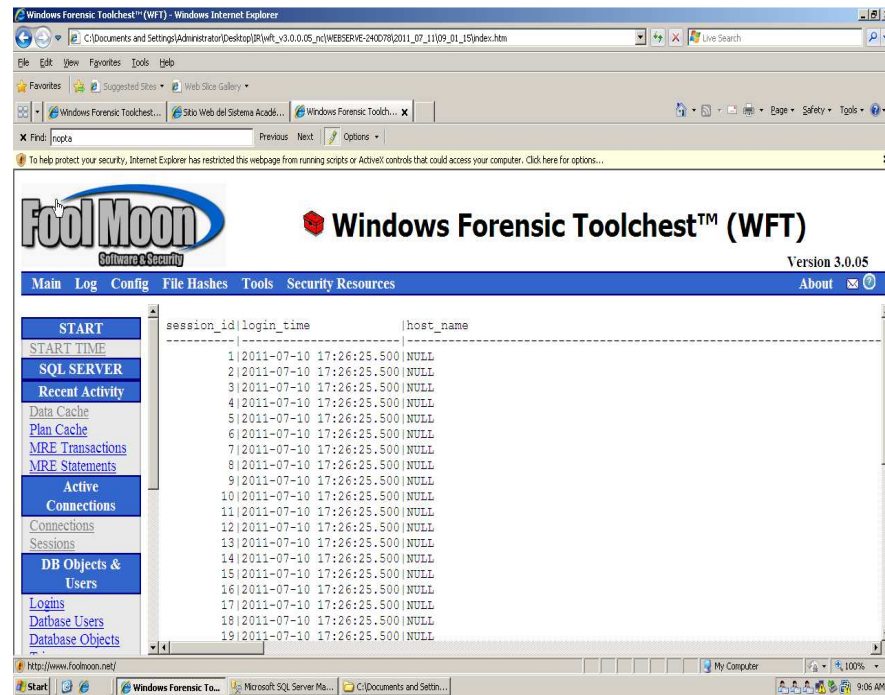 Windows Forensic Toolchest™ (WFT) - Windows Internet Explorer
C:\Documents and Settings\Administrator\Desktop\IR\wft_v3.0.0.05_nc\WEBSERVE-240D78\2011_07_11\09_01_15\index.htm
Live Search
File Edit View Favorites Tools Help
Favorites Suggested Sites Web Slice Gallery
Windows Forensic Toolchest... Sitio Web del Sistema Acadé... Windows Forensic Toolch... X
Page Safety Tools
X Find: nopta Previous Next Options
To help protect your security, Internet Explorer has restricted this webpage from running scripts or ActiveX controls that could access your computer. Click here for options...
Fool Moon
Software & Security
Windows Forensic Toolchest™ (WFT)
Version 3.0.05
Main Log Config File Hashes Tools Security Resources About
START
START TIME
SQL SERVER
Recent Activity
Data Cache
Plan Cache
MRE Transactions
MRE Statements
Active Connections
Connections
Sessions
DB Objects & Users
Logins
Datbase Users
Database Objects
session_id|login_time |host_name
----------|-----------------------|----------
1|2011-07-10 17:26:25.500|NULL
2|2011-07-10 17:26:25.500|NULL
3|2011-07-10 17:26:25.500|NULL
4|2011-07-10 17:26:25.500|NULL
5|2011-07-10 17:26:25.500|NULL
6|2011-07-10 17:26:25.500|NULL
7|2011-07-10 17:26:25.500|NULL
8|2011-07-10 17:26:25.500|NULL
9|2011-07-10 17:26:25.500|NULL
10|2011-07-10 17:26:25.500|NULL
11|2011-07-10 17:26:25.500|NULL
12|2011-07-10 17:26:25.500|NULL
13|2011-07-10 17:26:25.500|NULL
14|2011-07-10 17:26:25.500|NULL
15|2011-07-10 17:26:25.500|NULL
16|2011-07-10 17:26:25.500|NULL
17|2011-07-10 17:26:25.500|NULL
18|2011-07-10 17:26:25.500|NULL
19|2011-07-10 17:26:25.500|NULL
http://www.foolmoon.net/ My Computer 100%
Start Windows Forensic To... Microsoft SQL Server Ma... C:\Documents and Settin... 9:06 AM